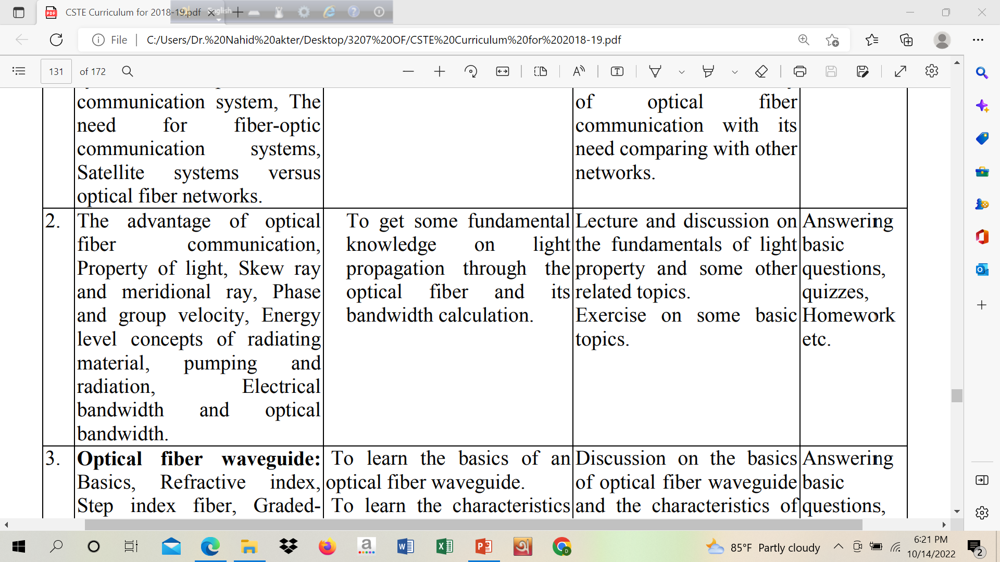 CSTE Curriculum for 2018-19.pdf
English
File
C:/Users/Dr.%20Nahid%20akter/Desktop/3207%20OF/CSTE%20Curriculum%20for%202018-19.pdf
131 of 172
communication system, The
need for fiber-optic
communication systems,
Satellite systems versus
optical fiber networks.
of optical fiber
communication with its
need comparing with other
networks.
2.
The advantage of optical
fiber communication,
Property of light, Skew ray
and meridional ray, Phase
and group velocity, Energy
level concepts of radiating
material, pumping and
radiation, Electrical
bandwidth and optical
bandwidth.
To get some fundamental
knowledge on light
propagation through the
optical fiber and its
bandwidth calculation.
Lecture and discussion on
the fundamentals of light
property and some other
related topics.
Exercise on some basic
topics.
Answering
basic
questions,
quizzes,
Homework
etc.
3.
Optical fiber waveguide:
Basics, Refractive index,
Step index fiber, Graded-
To learn the basics of an
optical fiber waveguide.
To learn the characteristics
Discussion on the basics
of optical fiber waveguide
and the characteristics of
Answering
basic
questions,
85°F Partly cloudy
6:21 PM
10/14/2022
2